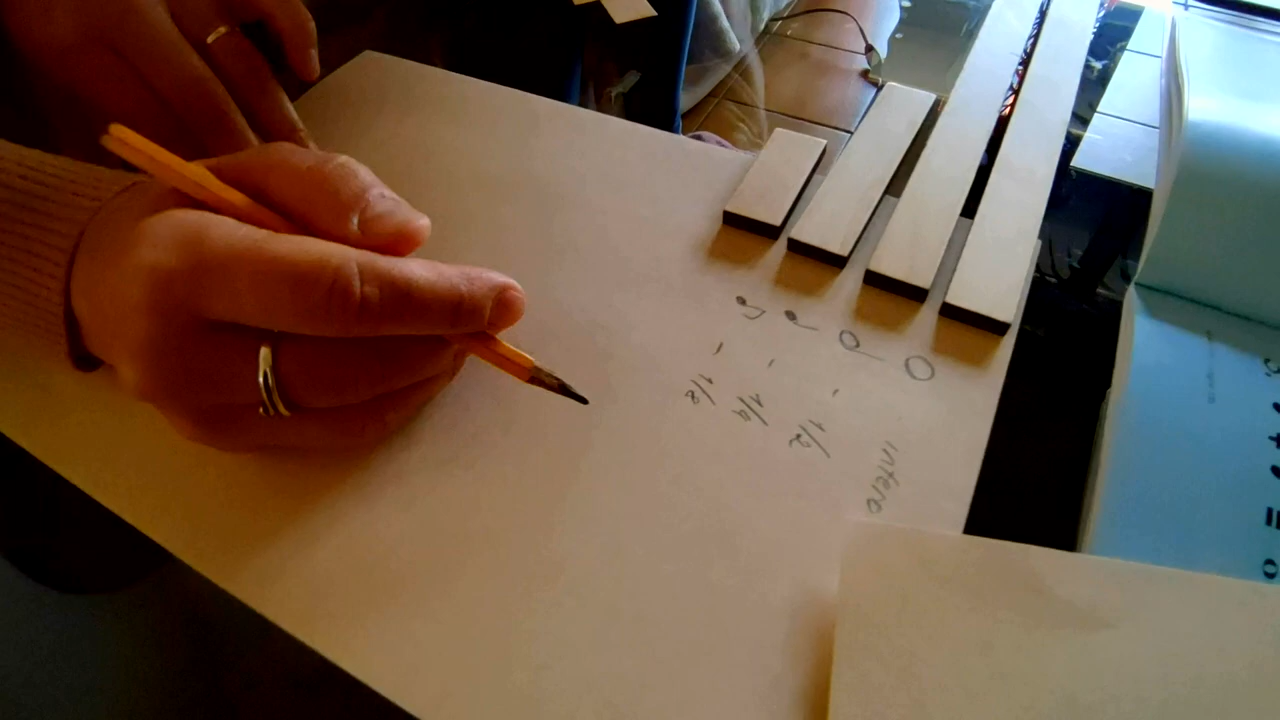 intero
- 1/2
- 1/4
- 1/8